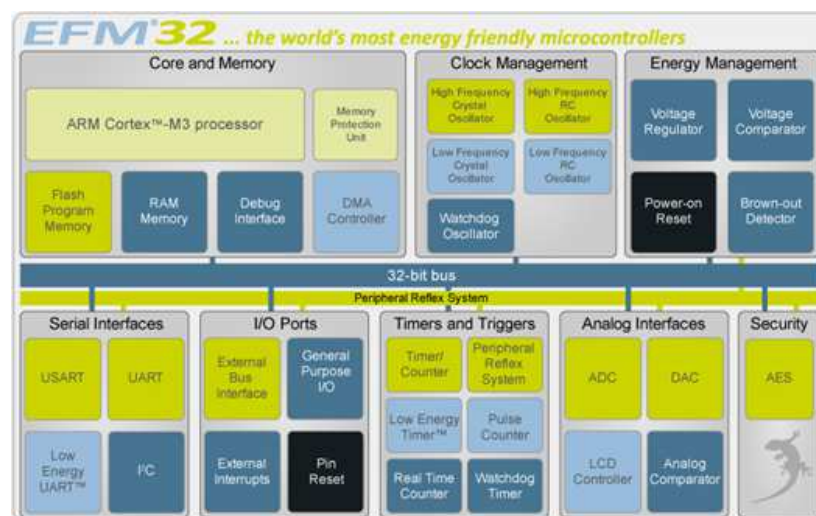 EFM®32 ... the world's most energy friendly microcontrollers
Core and Memory
ARM Cortex™-M3 processor
Memory
Protection
Unit
Flash
Program
Memory
RAM
Memory
Debug
Interface
DMA
Controller
Clock Management
High Frequency
Crystal
Oscillator
High Frequency
RC
Oscillator
Low Frequency
Crystal
Oscillator
Low Frequency
RC
Oscillator
Watchdog
Oscillator
Energy Management
Voltage
Regulator
Voltage
Comparator
Power-on
Reset
Brown-out
Detector
32-bit bus
Peripheral Reflex System
Serial Interfaces
USART
UART
Low
Energy
UART™
I²C
I/O Ports
External
Bus
Interface
General
Purpose
I/O
External
Interrupts
Pin
Reset
Timers and Triggers
Timer/
Counter
Peripheral
Reflex
System
Low Energy
Timer™
Pulse
Counter
Real Time
Counter
Watchdog
Timer
Analog Interfaces
ADC
DAC
LCD
Controller
Analog
Comparator
Security
AES